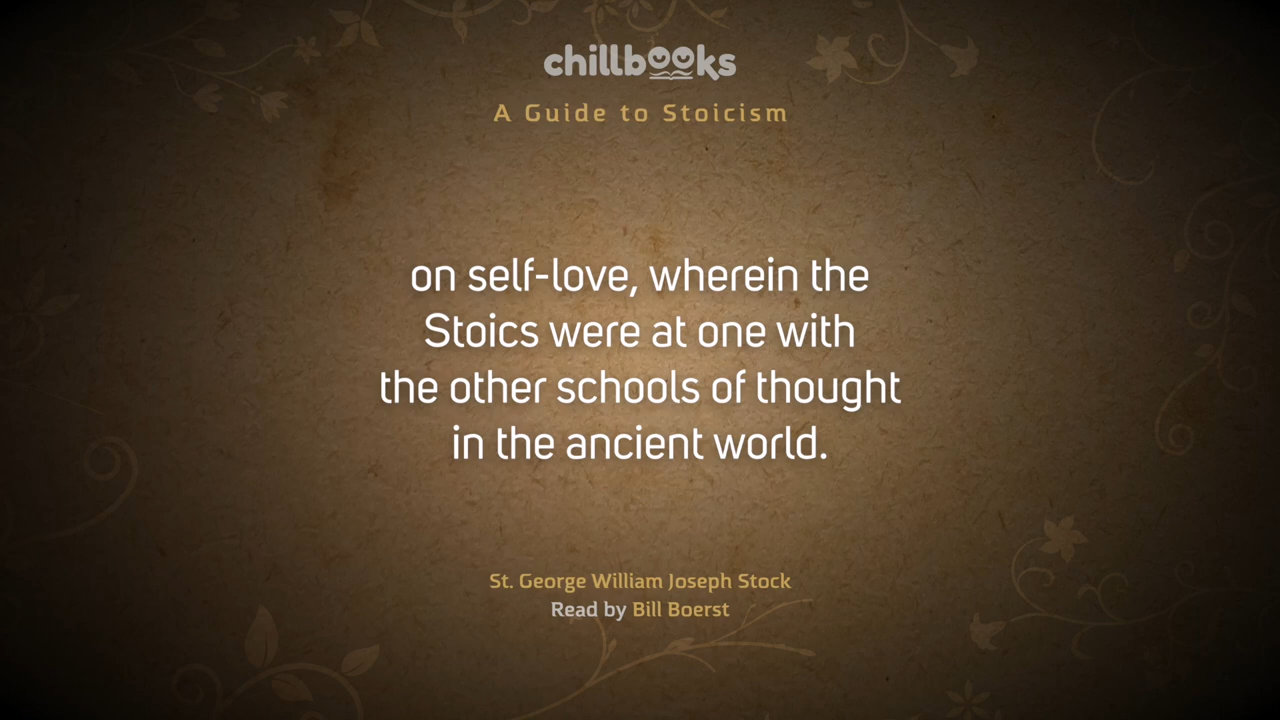 chillbooks
A Guide to Stoicism
on self-love, wherein the
Stoics were at one with
the other schools of thought
in the ancient world.
St. George William Joseph Stock
Read by Bill Boerst